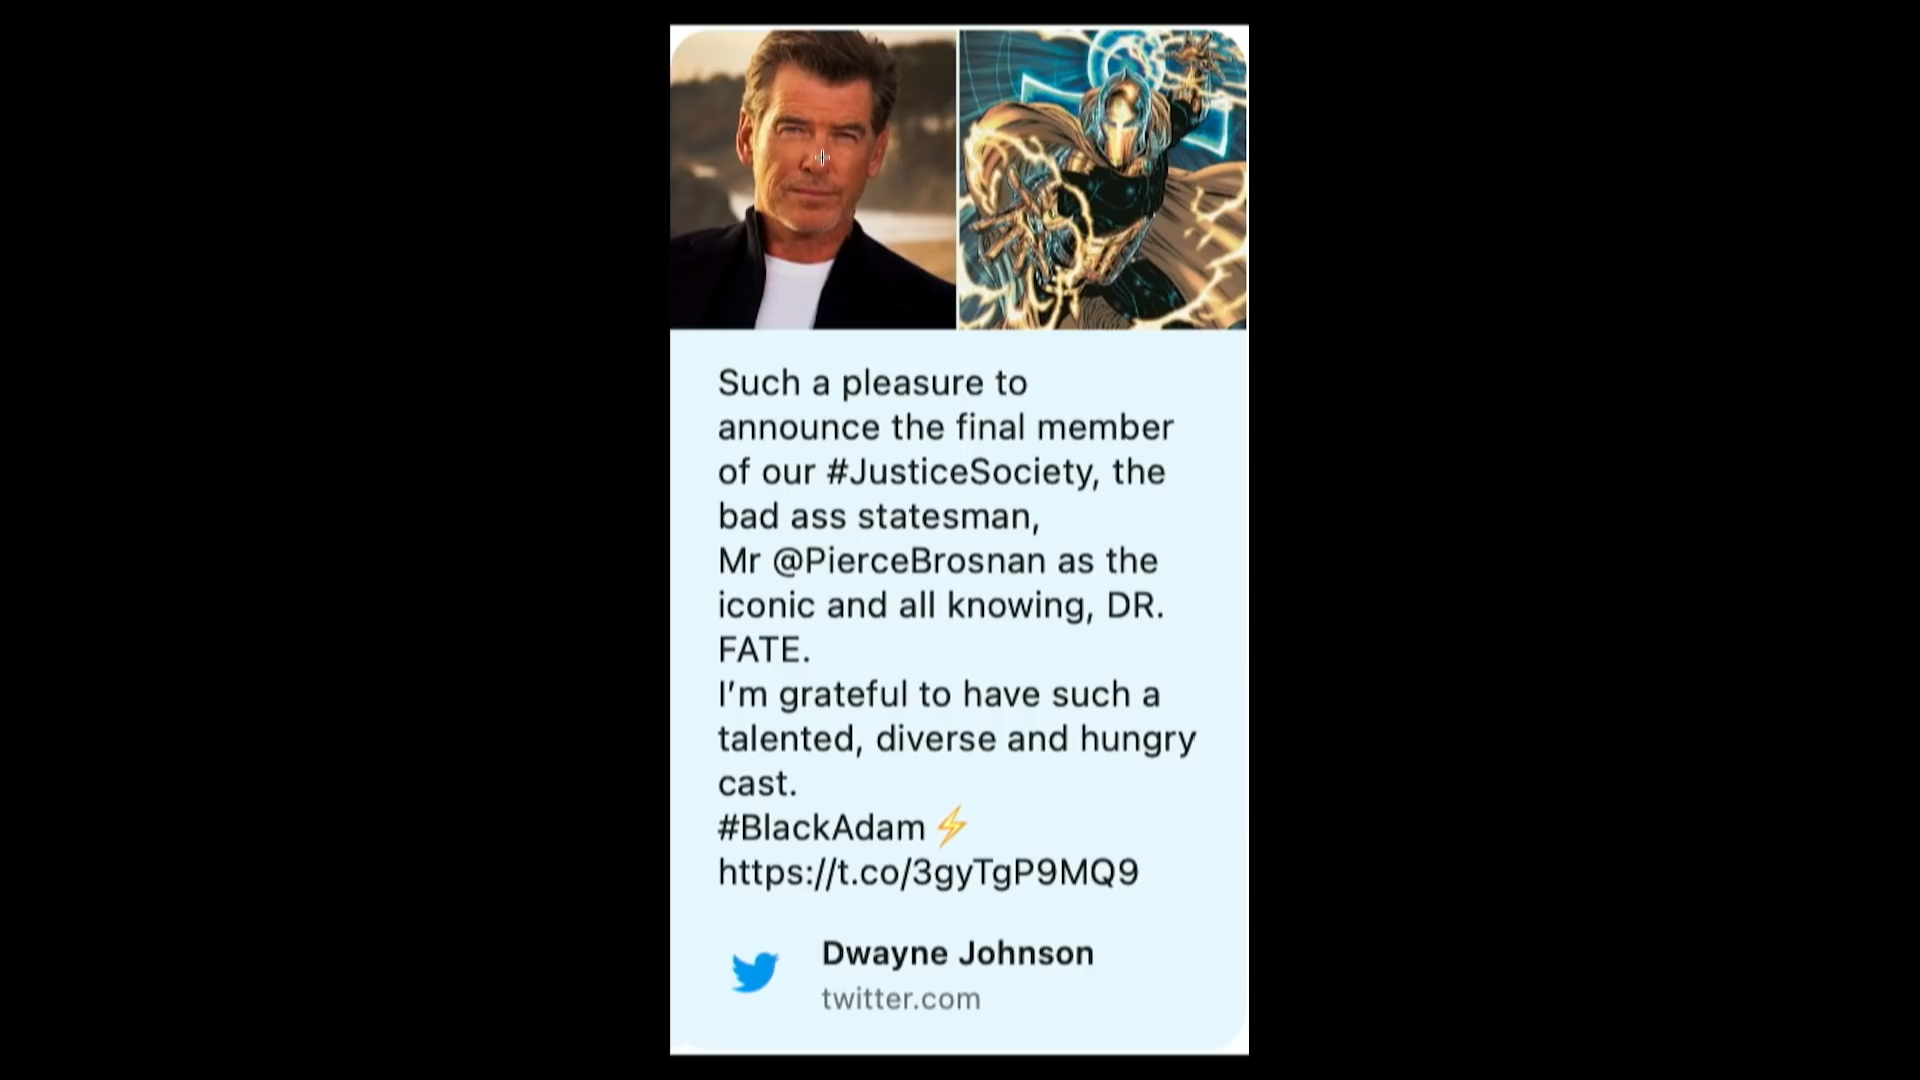 Such a pleasure to
announce the final member
of our #JusticeSociety, the
bad ass statesman,
Mr @PierceBrosnan as the
iconic and all knowing, DR.
FATE.
I’m grateful to have such a
talented, diverse and hungry
cast.
#BlackAdam⚡
https://t.co/3gyTgP9MQ9
Dwayne Johnson
twitter.com